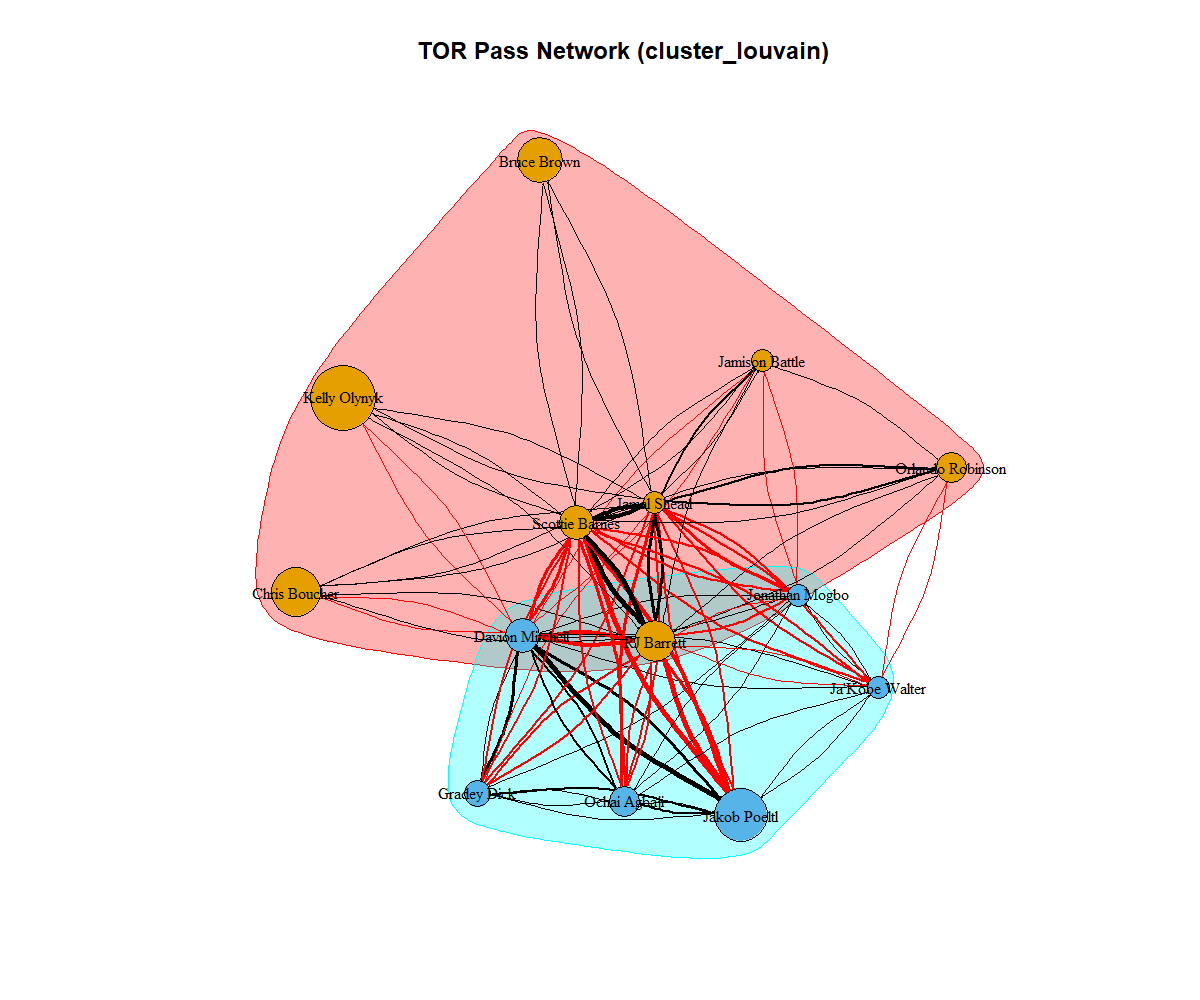 TOR Pass Network (cluster_louvain)
Bruce Brown
Jamison Battle
Kelly Olynyk
Orlando Robinson
Jamal Shead
Scottie Barnes
Chris Boucher
Jonathan Mogbo
Davion Mitchell
RJ Barrett
Ja'Kobe Walter
Gradey Dick
Ochai Agbaji
Jakob Poeltl